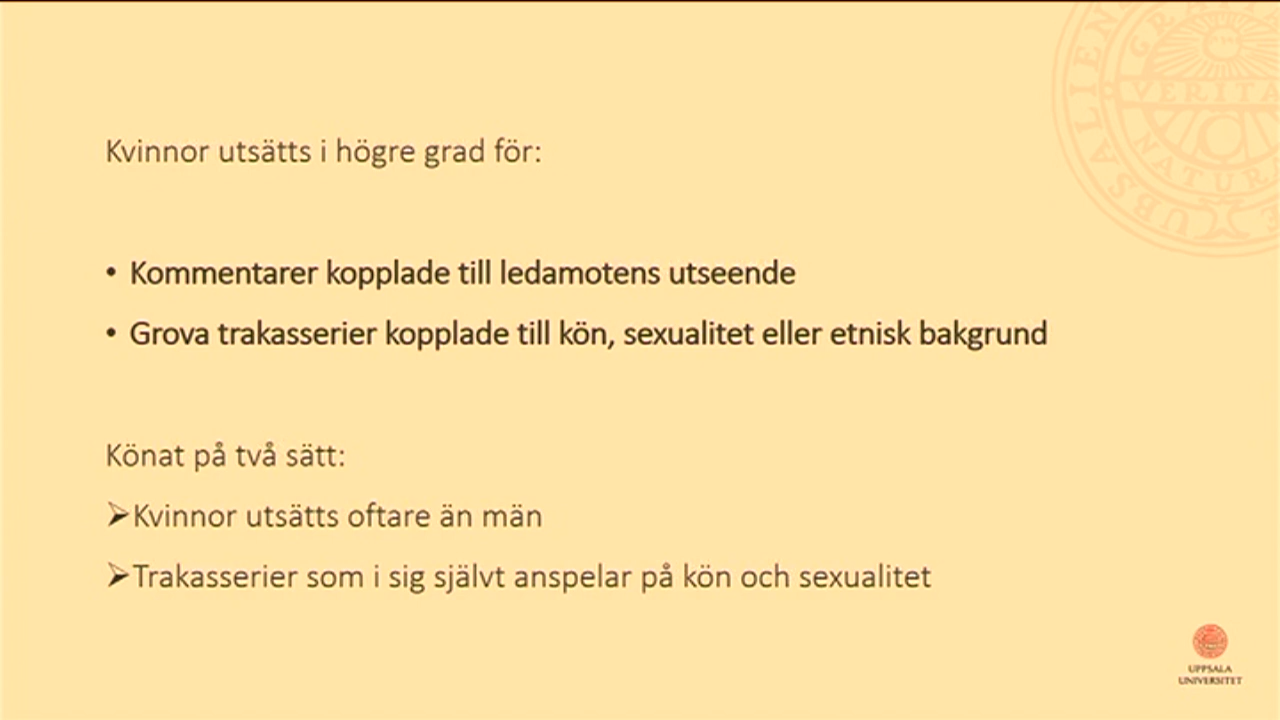 Kvinnor utsätts i högre grad för:
• Kommentarer kopplade till ledamotens utseende
• Grova trakasserier kopplade till kön, sexualitet eller etnisk bakgrund
Könat på två sätt:
➢Kvinnor utsätts oftare än män
➢Trakasserier som i sig självt anspelar på kön och sexualitet
UPPSALA
UNIVERSITET